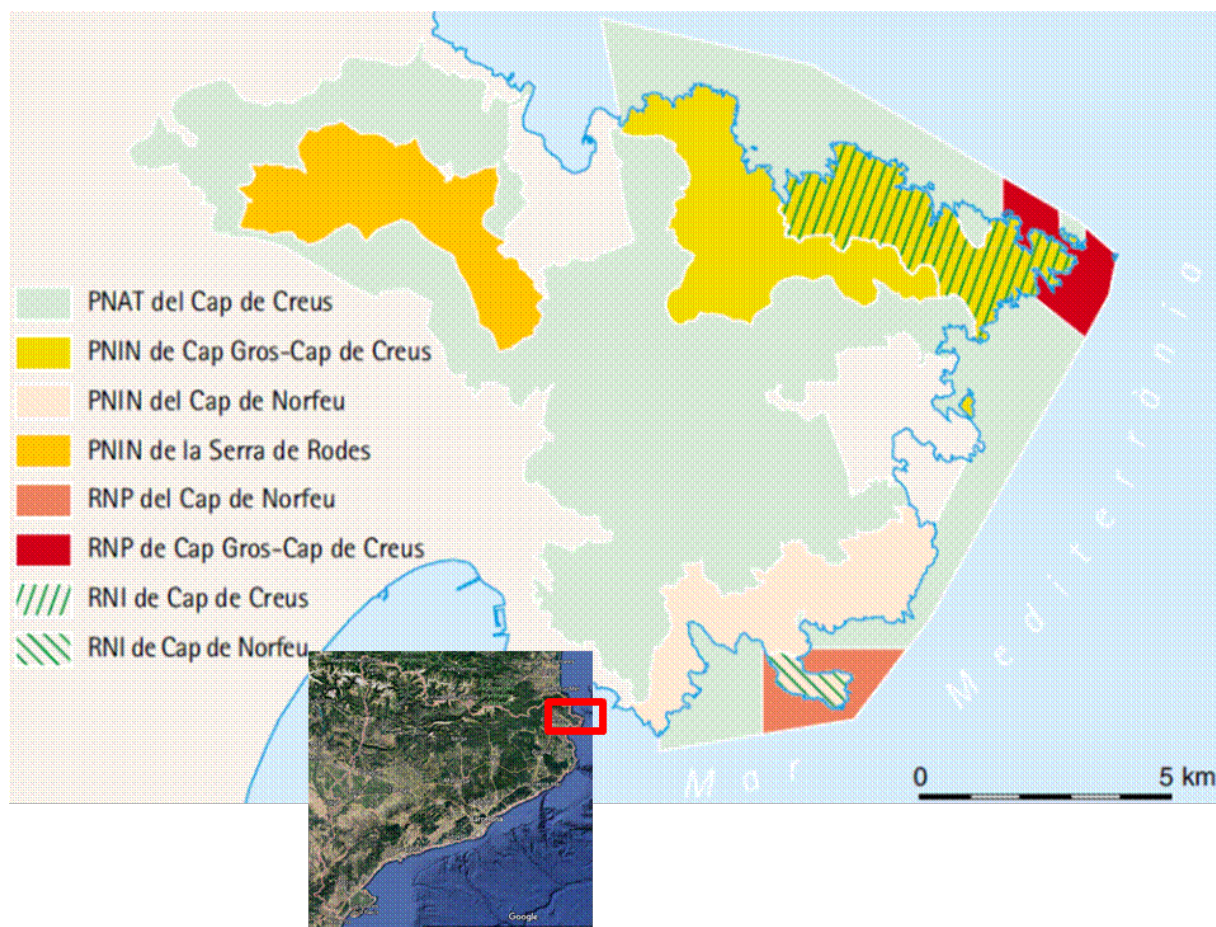 PNAT del Cap de Creus
PNIN de Cap Gros-Cap de Creus
PNIN del Cap de Norfeu
PNIN de la Serra de Rodes
RNP del Cap de Norfeu
RNP de Cap Gros-Cap de Creus
RNI de Cap de Creus
RNI de Cap de Norfeu
Mar Mediterrània
0 5 km
Google